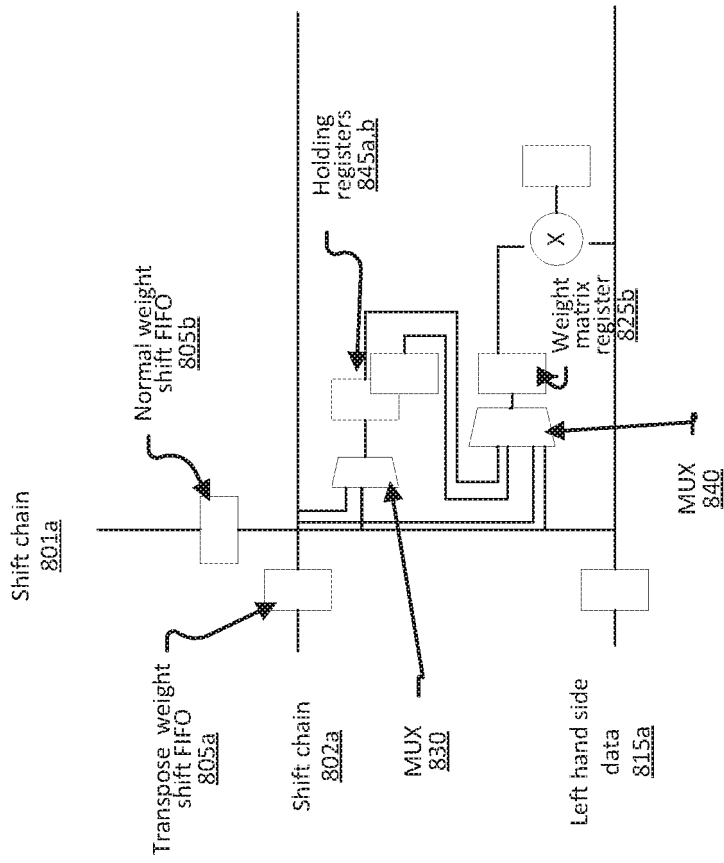 Shift chain
801a
Normal weight
shift FIFO
805b
Transpose weight
shift FIFO
805a
Holding
registers
845a,b
Shift chain
802a
MUX
830
X
Weight
matrix
register
825b
MUX
840
Left hand side
data
815a